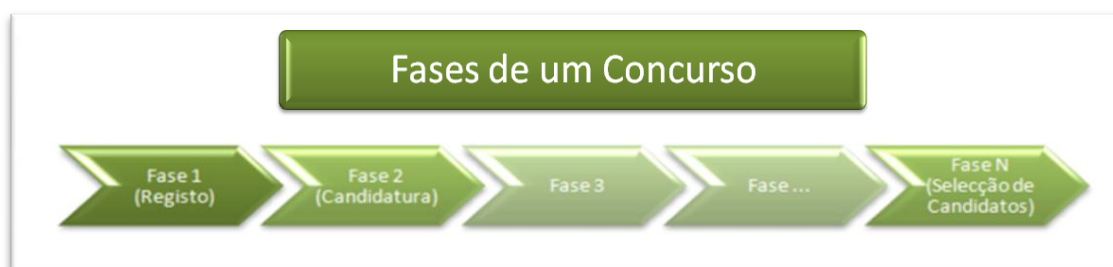 Fases de um Concurso
Fase 1
(Registo)
Fase 2
(Candidatura)
Fase 3
Fase ...
Fase N
(Selecção de
Candidatos)